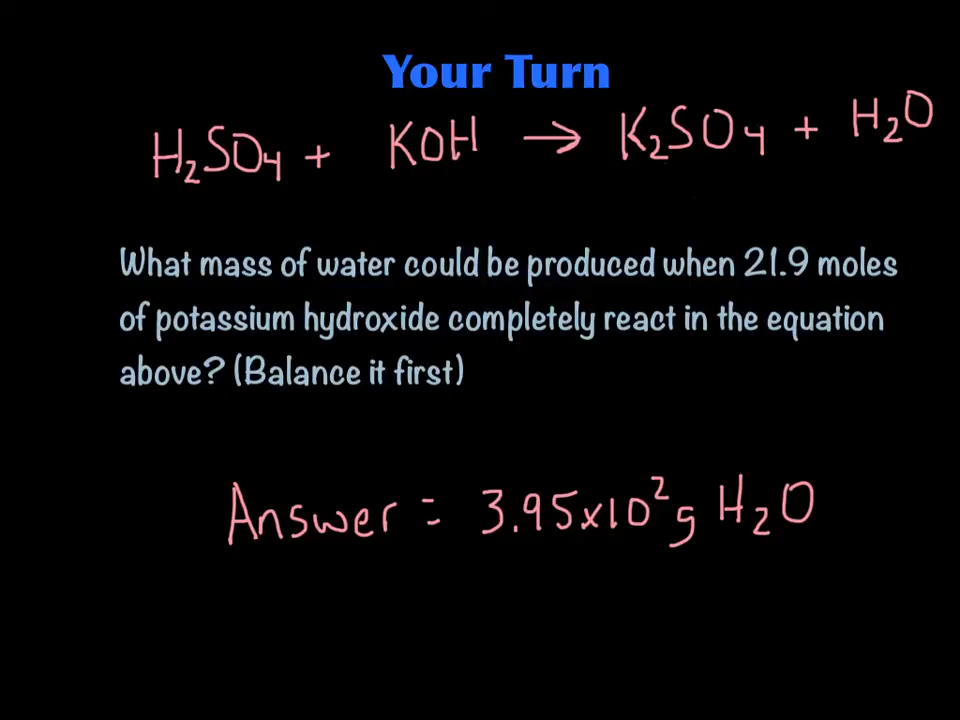 Your Turn
H₂SO₄ + KOH → K₂SO₄ + H₂O
What mass of water could be produced when 21.9 moles
of potassium hydroxide completely react in the equation
above? (Balance it first)
Answer = 3.95x10² g H₂O